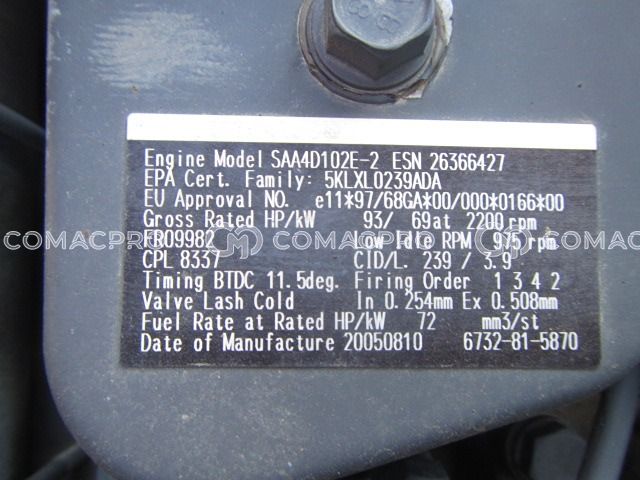 Engine Model SAA4D102E-2 ESN 26366427
EPA Cert. Family: 5KLXL0239ADA
EU Approval NO. e11*97/68GA*00/000*0166*00
Gross Rated HP/kW 93/ 69at 2200 rpm
FR09982 low Idle RPM 975 rpm
CPL 8337 CID/L. 239 / 3.9
Timing BTDC 11.5deg. Firing Order 1 3 4 2
Valve Lash Cold In 0.254mm Ex 0.508mm
Fuel Rate at Rated HP/kW 72 mm3/st
Date of Manufacture 20050810 6732-81-5870
COMACPRO COMACPRO COMACPRO